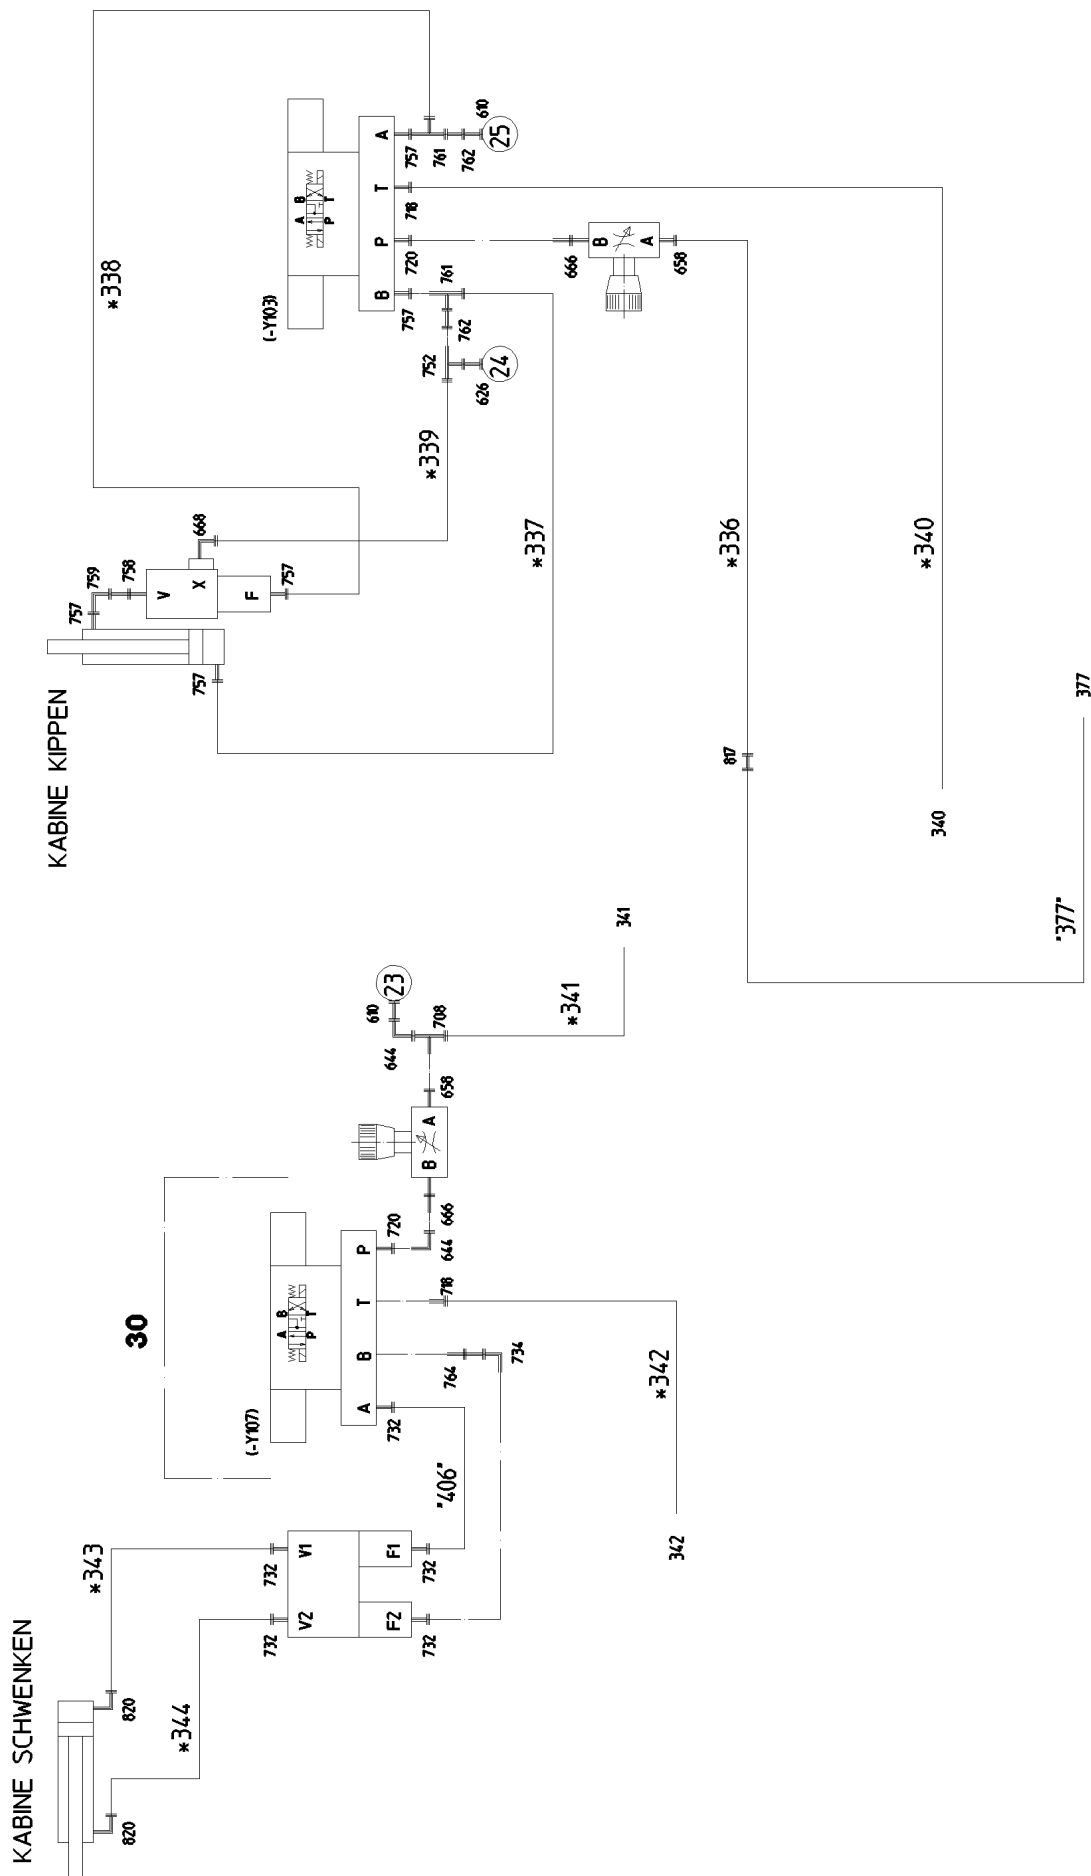 KABINE SCHWENKEN
820
820
*344
*343
732
732
V2
V1
F2
F1
732
732
"406"
30
(-Y107)
A
B
P
T
A
B
T
P
732
764
734
718
720
644
666
*342
342
B
A
658
644
610
23
708
*341
341
KABINE KIPPEN
757
757
759
758
V
X
F
668
757
*338
*339
*337
(-Y103)
A
B
P
T
B
P
T
A
757
761
762
752
626
24
720
718
757
761
762
610
25
666
B
A
658
*336
*340
817
340
"377"
377